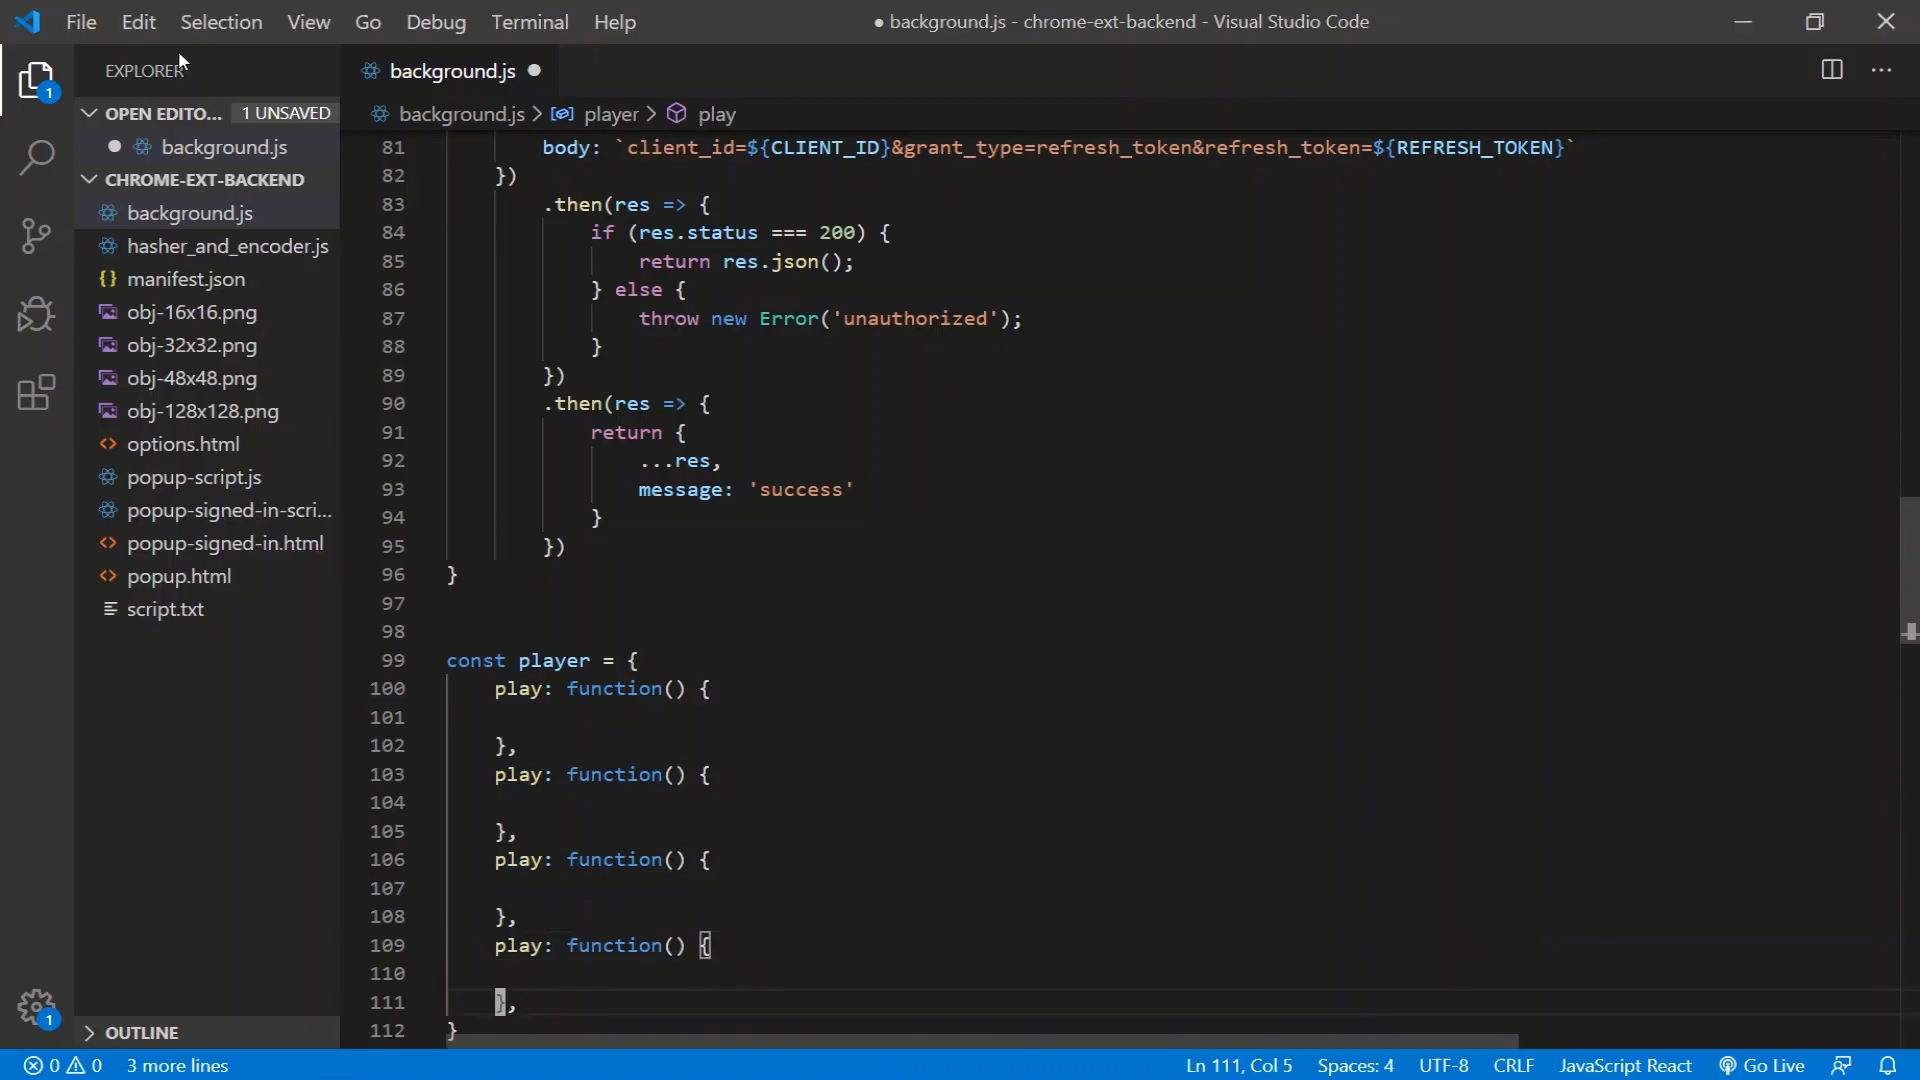 File Edit Selection View Go Debug Terminal Help
● background.js - chrome-ext-backend - Visual Studio Code
EXPLORER
OPEN EDITO... 1 UNSAVED
background.js
CHROME-EXT-BACKEND
background.js
hasher_and_encoder.js
manifest.json
obj-16x16.png
obj-32x32.png
obj-48x48.png
obj-128x128.png
options.html
popup-script.js
popup-signed-in-scri...
popup-signed-in.html
popup.html
script.txt
OUTLINE
1
1
background.js ●
background.js > player > play
81 body: `client_id=${CLIENT_ID}&grant_type=refresh_token&refresh_token=${REFRESH_TOKEN}`
82 })
83 .then(res => {
84 if (res.status === 200) {
85 return res.json();
86 } else {
87 throw new Error('unauthorized');
88 }
89 })
90 .then(res => {
91 return {
92 ...res,
93 message: 'success'
94 }
95 })
96 }
97
98
99 const player = {
100 play: function() {
101
102 },
103 play: function() {
104
105 },
106 play: function() {
107
108 },
109 play: function() {
110
111 },
112 }
0 0 3 more lines Ln 111, Col 5 Spaces: 4 UTF-8 CRLF JavaScript React Go Live